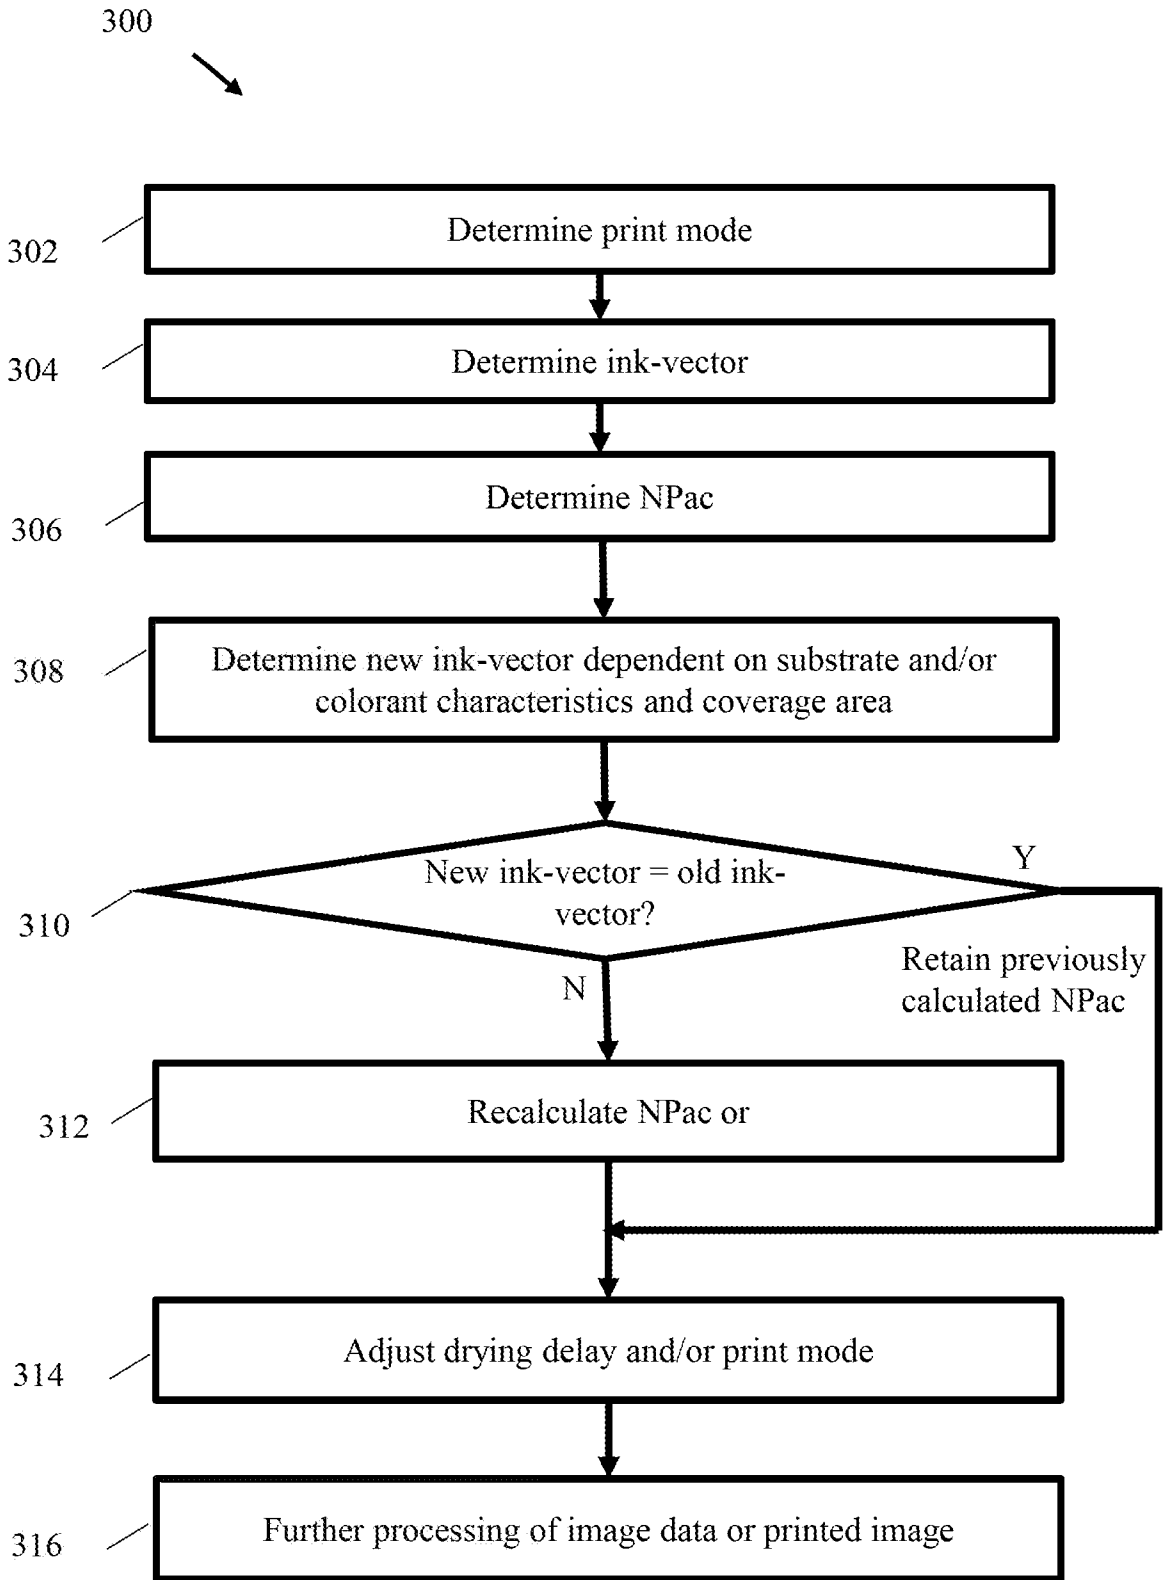 300
302
Determine print mode
304
Determine ink-vector
306
Determine NPac
308
Determine new ink-vector dependent on substrate and/or
colorant characteristics and coverage area
310
New ink-vector = old ink-
vector?
Y
N
Retain previously
calculated NPac
312
Recalculate NPac or
314
Adjust drying delay and/or print mode
316
Further processing of image data or printed image